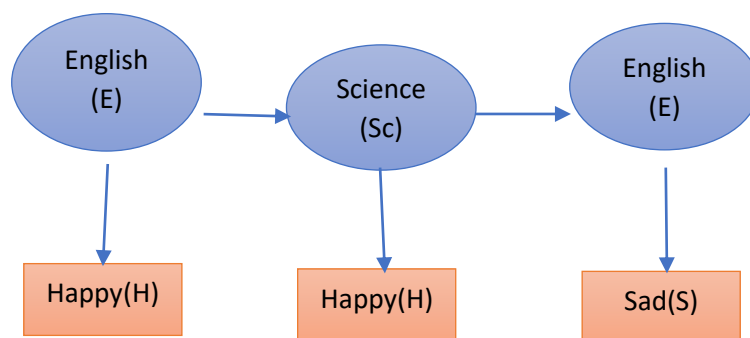 English
(E)
Science
(Sc)
English
(E)
Happy(H)
Happy(H)
Sad(S)